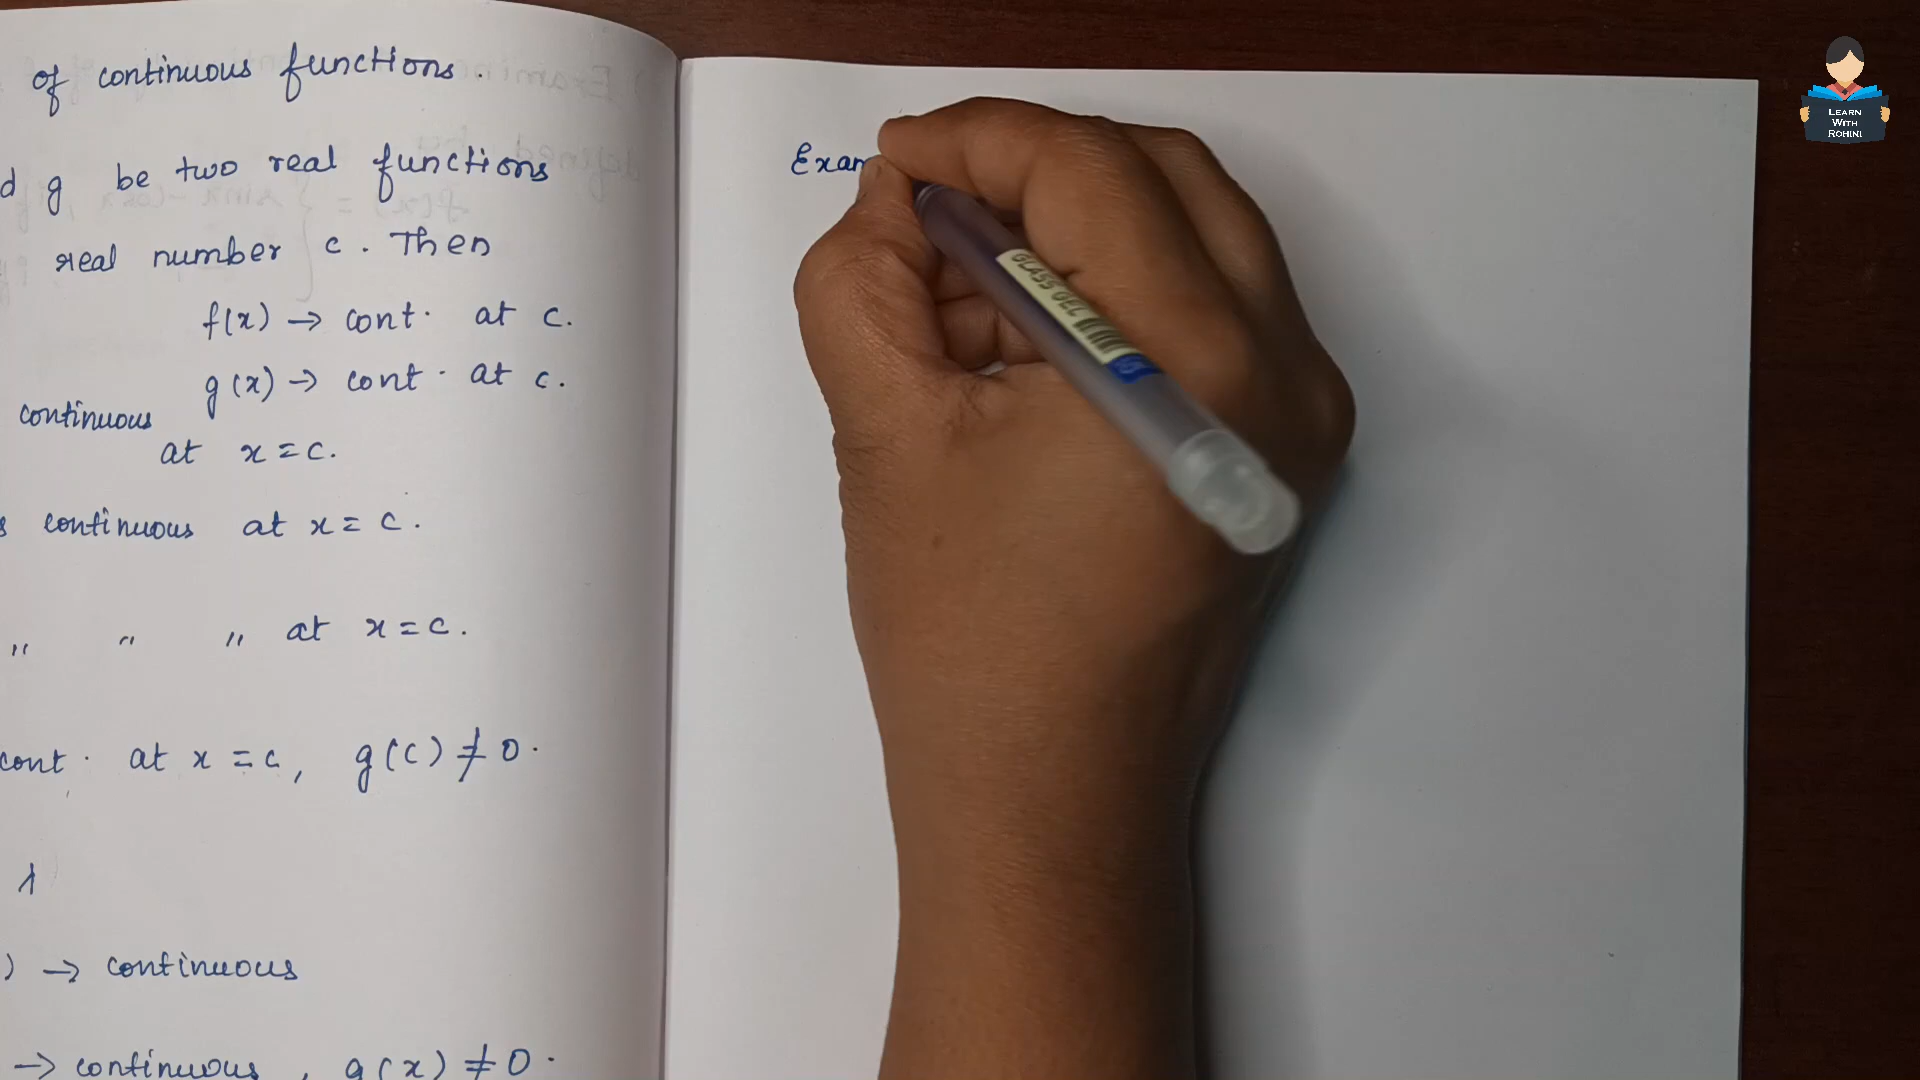 of continuous functions.
d g be two real functions
real number c. Then
f(x) → cont. at c.
g(x) → cont. at c.
continuous
at x = c.
s continuous at x = c.
,, ,, ,, at x = c.
cont. at x = c, g(c) ≠ 0.
λ
) → continuous
→ continuous, g(x) ≠ 0.
Exam
GLASS GEL
LEARN
WITH
ROHINI